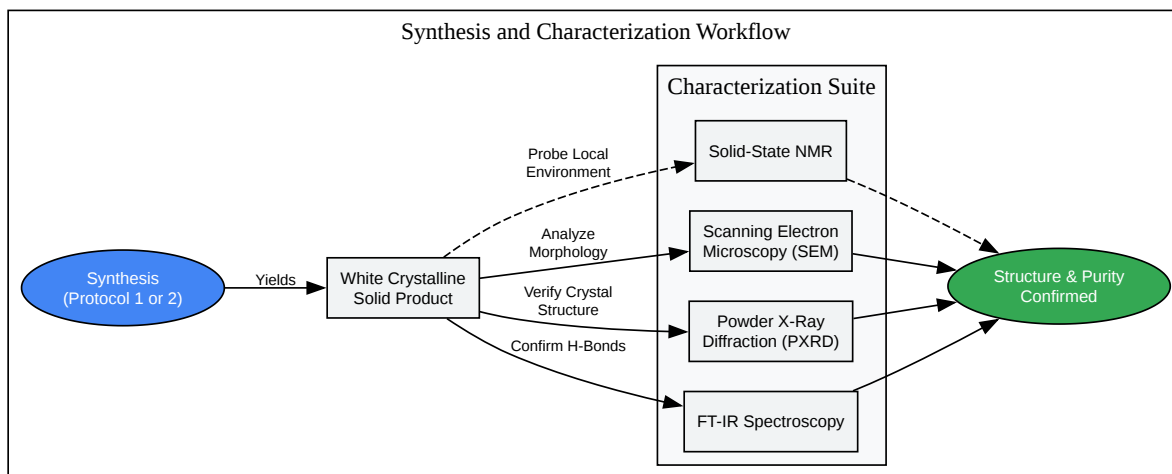 Synthesis and Characterization Workflow
Characterization Suite
Probe Local
Environment
Solid-State NMR
Analyze
Morphology
Scanning Electron
Microscopy (SEM)
Synthesis
(Protocol 1 or 2)
Yields
White Crystalline
Solid Product
Structure & Purity
Confirmed
Verify Crystal
Structure
Powder X-Ray
Diffraction (PXRD)
Confirm H-Bonds
FT-IR Spectroscopy